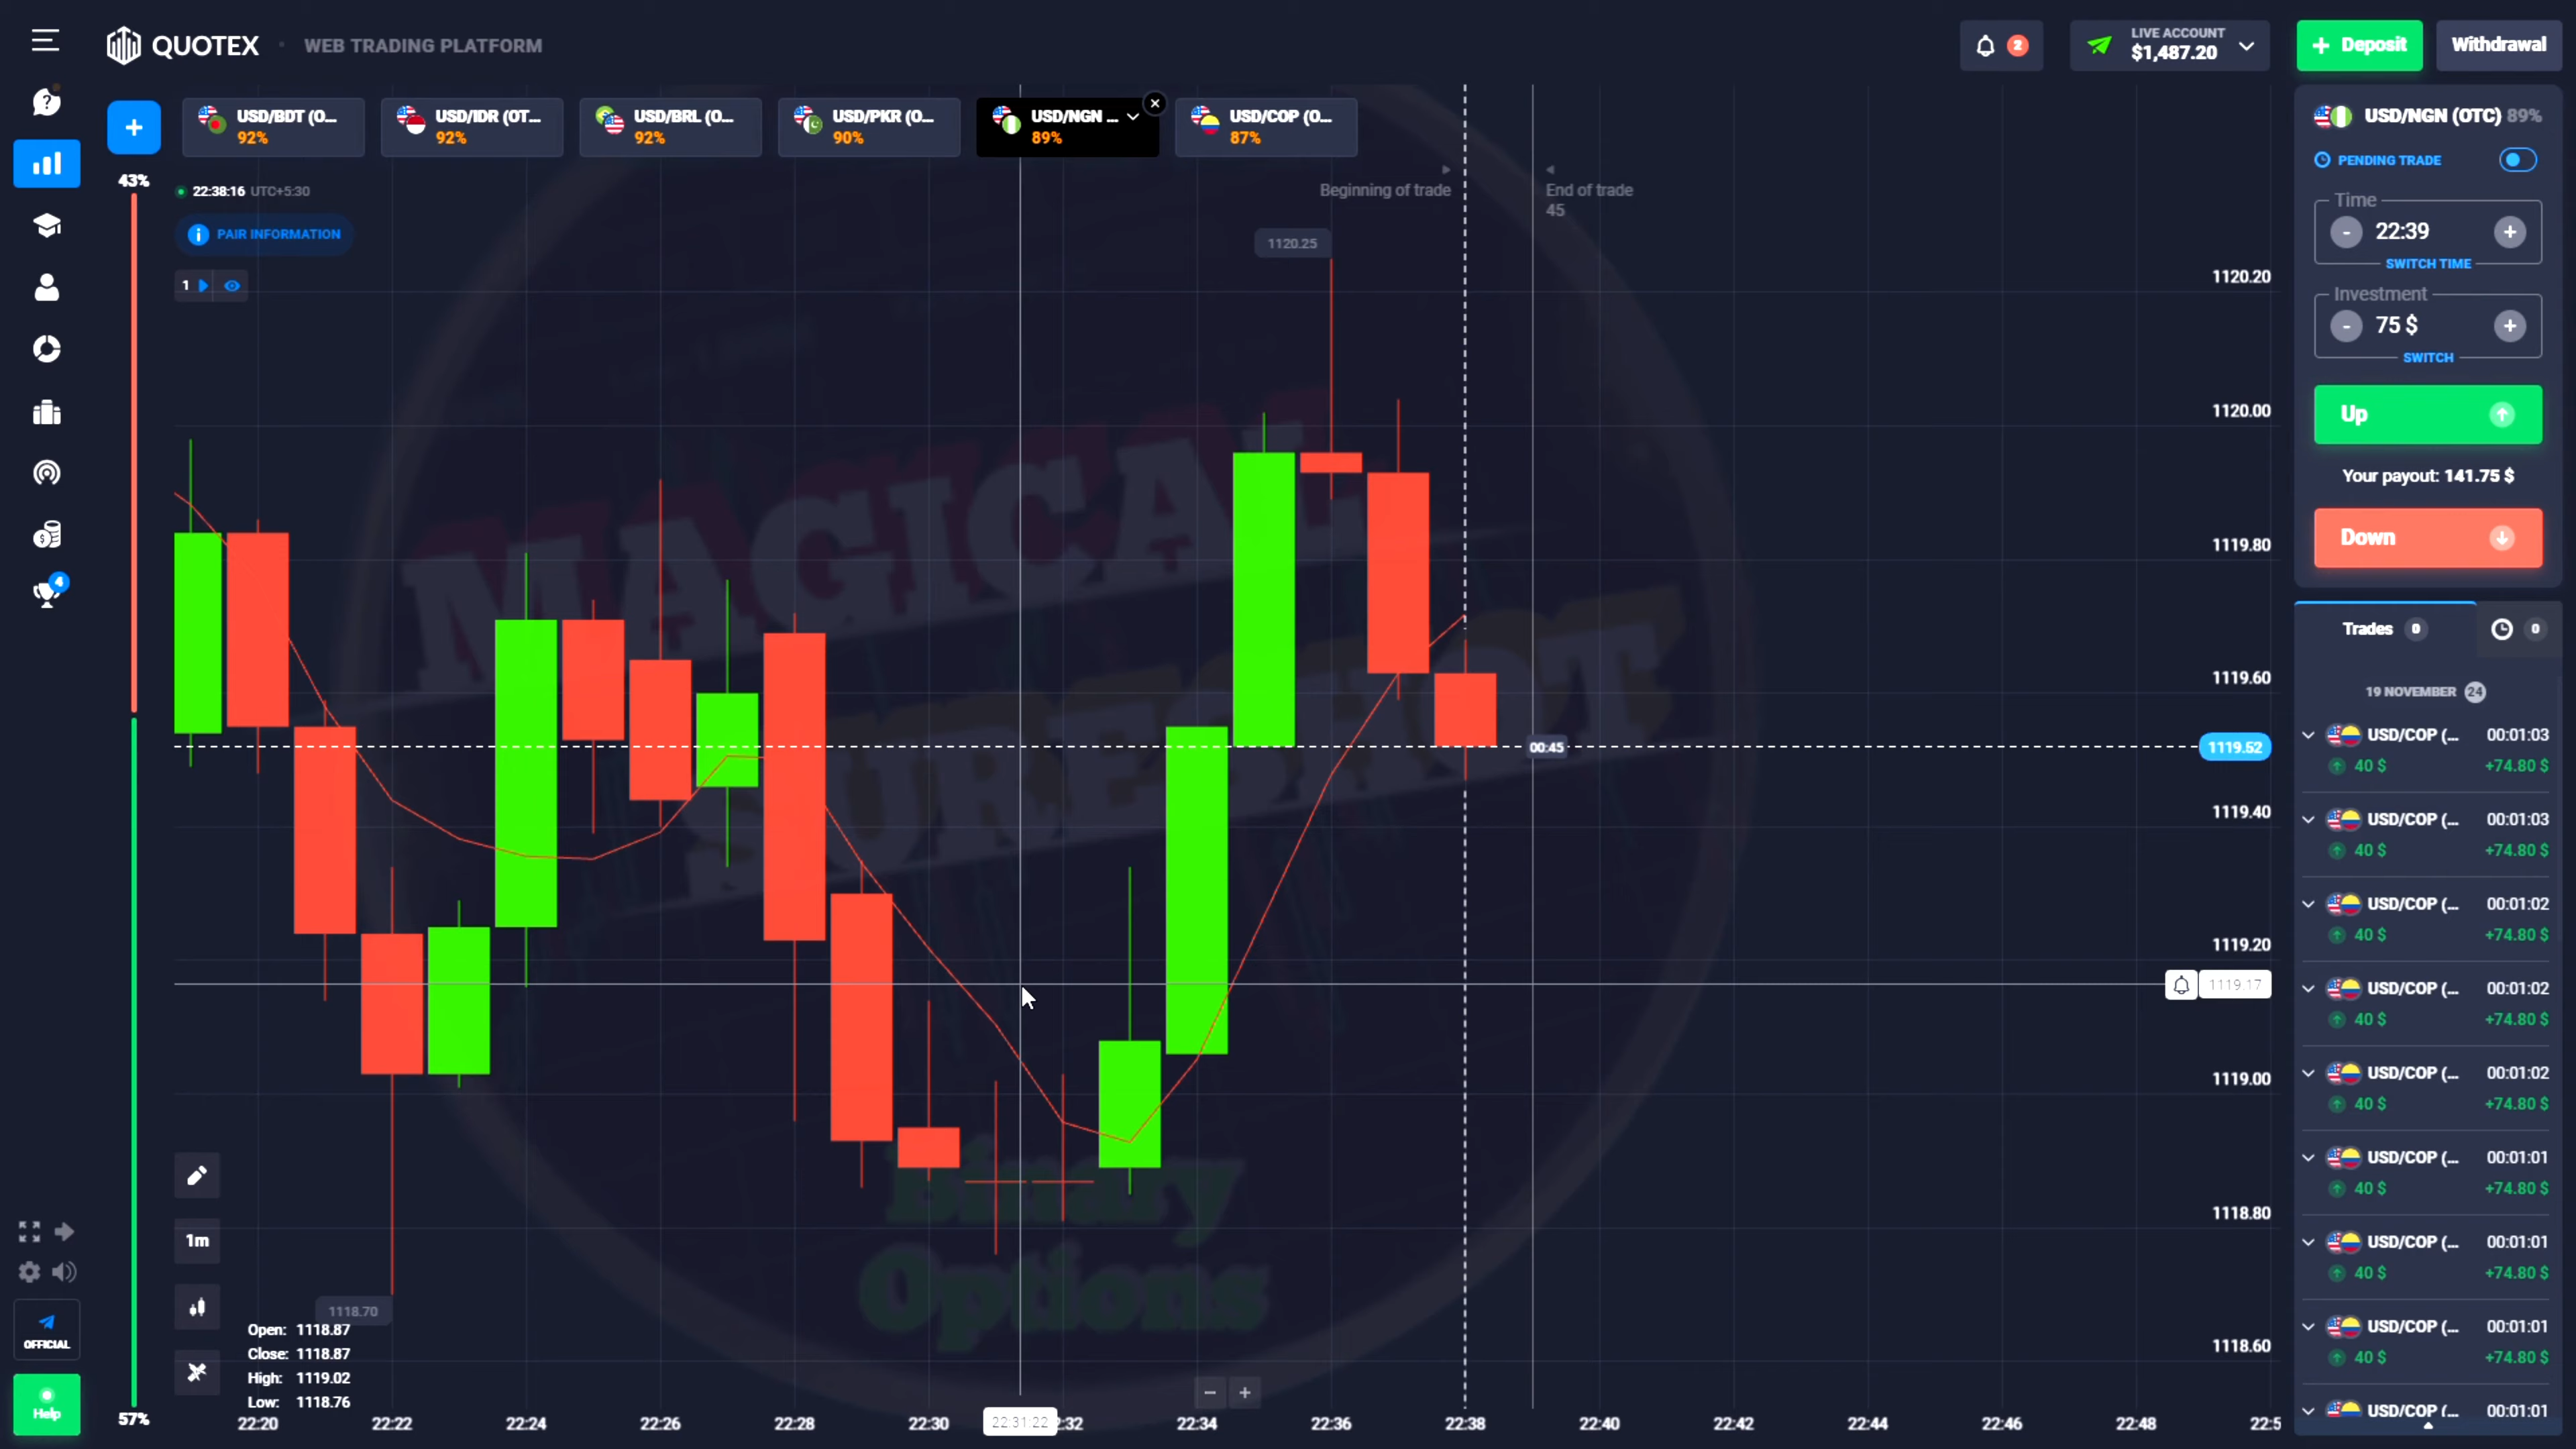 QUOTEX
WEB TRADING PLATFORM
2
LIVE ACCOUNT
$1,487.20
+ Deposit
Withdrawal
USD/BDT (O...
92%
USD/IDR (OT...
92%
USD/BRL (O...
92%
USD/PKR (O...
90%
USD/NGN ...
89%
USD/COP (O...
87%
43%
22:38:16 UTC+5:30
PAIR INFORMATION
1
Beginning of trade
End of trade
45
1120.25
MAGICAL
SURESHOT
Binary
Options
1120.20
1120.00
1119.80
1119.60
1119.52
00:45
1119.40
1119.20
1119.17
1119.00
1118.80
1118.60
1118.70
1m
Open: 1118.87
Close: 1118.87
High: 1119.02
Low: 1118.76
57%
22:20
22:22
22:24
22:26
22:28
22:30
22:31:22
:32
22:34
22:36
22:38
22:40
22:42
22:44
22:46
22:48
22:5
4
OFFICIAL
Help
USD/NGN (OTC) 89%
PENDING TRADE
Time
- 22:39 +
SWITCH TIME
Investment
- 75 $ +
SWITCH
Up
Your payout: 141.75 $
Down
Trades 0
0
19 NOVEMBER 24
USD/COP (... 00:01:03
40 $ +74.80 $
USD/COP (... 00:01:03
40 $ +74.80 $
USD/COP (... 00:01:02
40 $ +74.80 $
USD/COP (... 00:01:02
40 $ +74.80 $
USD/COP (... 00:01:02
40 $ +74.80 $
USD/COP (... 00:01:01
40 $ +74.80 $
USD/COP (... 00:01:01
40 $ +74.80 $
USD/COP (... 00:01:01
40 $ +74.80 $
USD/COP (... 00:01:01